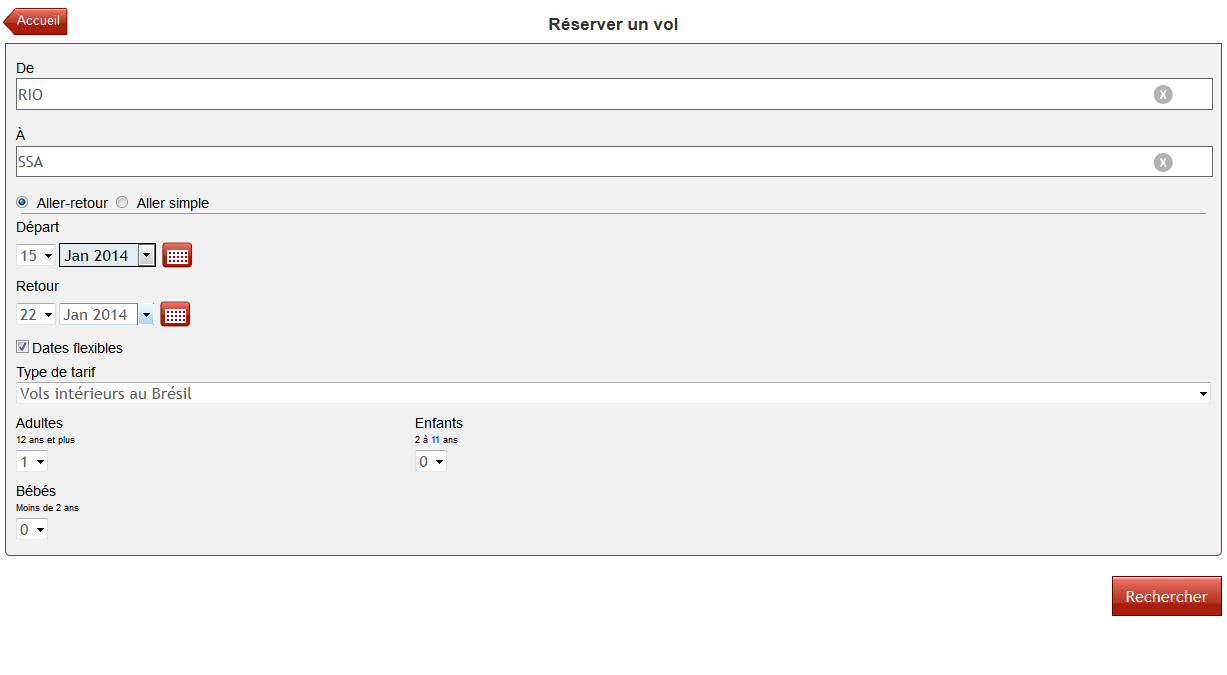 Accueil
Réserver un vol
De
RIO
X
À
SSA
X
Aller-retour Aller simple
Départ
15 Jan 2014
Retour
22 Jan 2014
Dates flexibles
Type de tarif
Vols intérieurs au Brésil
Adultes Enfants
12 ans et plus 2 à 11 ans
1 0
Bébés
Moins de 2 ans
0
Rechercher